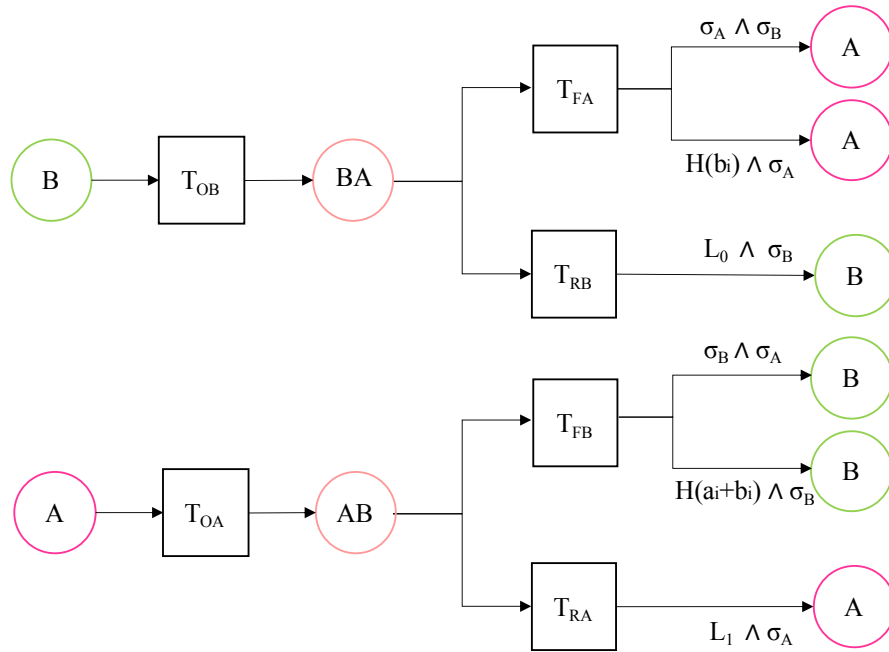 σA ∧ σB
A
TFA
A
H(bi) ∧ σA
B
TOB
BA
L0 ∧ σB
TRB
B
σB ∧ σA
B
TFB
B
H(ai+bi) ∧ σB
A
TOA
AB
TRA
A
L1 ∧ σA